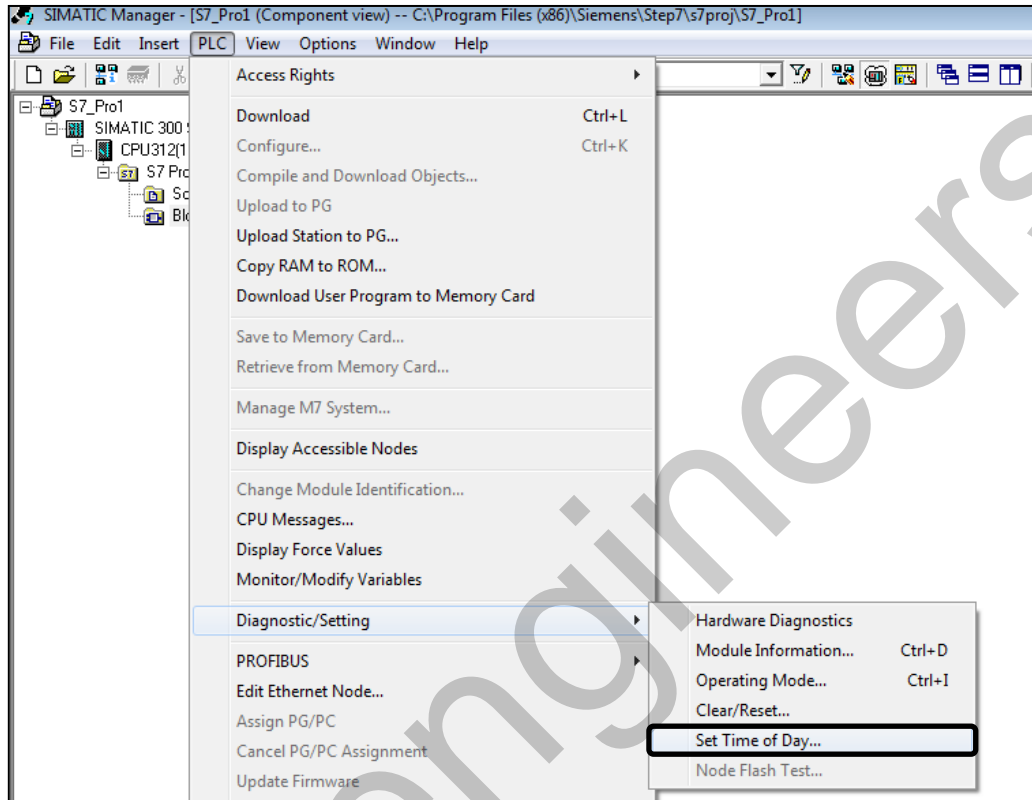 SIMATIC Manager - [S7_Pro1 (Component view) -- C:\Program Files (x86)\Siemens\Step7\s7proj\S7_Pro1]
File Edit Insert PLC View Options Window Help
S7_Pro1
SIMATIC 300
CPU312(1
S7 Pro
So
Blo
Access Rights
Download Ctrl+L
Configure... Ctrl+K
Compile and Download Objects...
Upload to PG
Upload Station to PG...
Copy RAM to ROM...
Download User Program to Memory Card
Save to Memory Card...
Retrieve from Memory Card...
Manage M7 System...
Display Accessible Nodes
Change Module Identification...
CPU Messages...
Display Force Values
Monitor/Modify Variables
Diagnostic/Setting
PROFIBUS
Edit Ethernet Node...
Assign PG/PC
Cancel PG/PC Assignment
Update Firmware
Hardware Diagnostics
Module Information... Ctrl+D
Operating Mode... Ctrl+I
Clear/Reset...
Set Time of Day...
Node Flash Test...
engineers